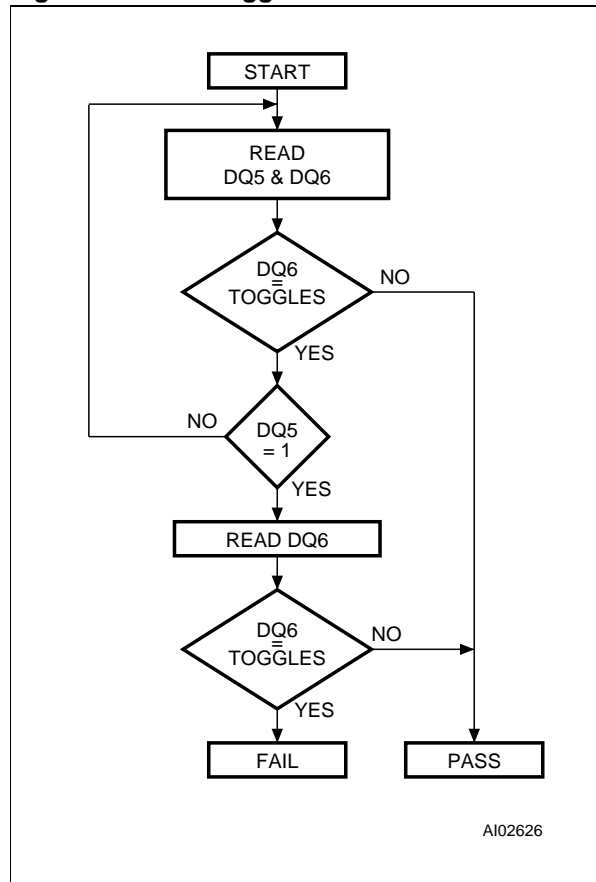 START
READ
DQ5 & DQ6
DQ6
=
TOGGLES
NO
YES
NO
DQ5
= 1
YES
READ DQ6
DQ6
=
TOGGLES
NO
YES
FAIL
PASS
AI02626